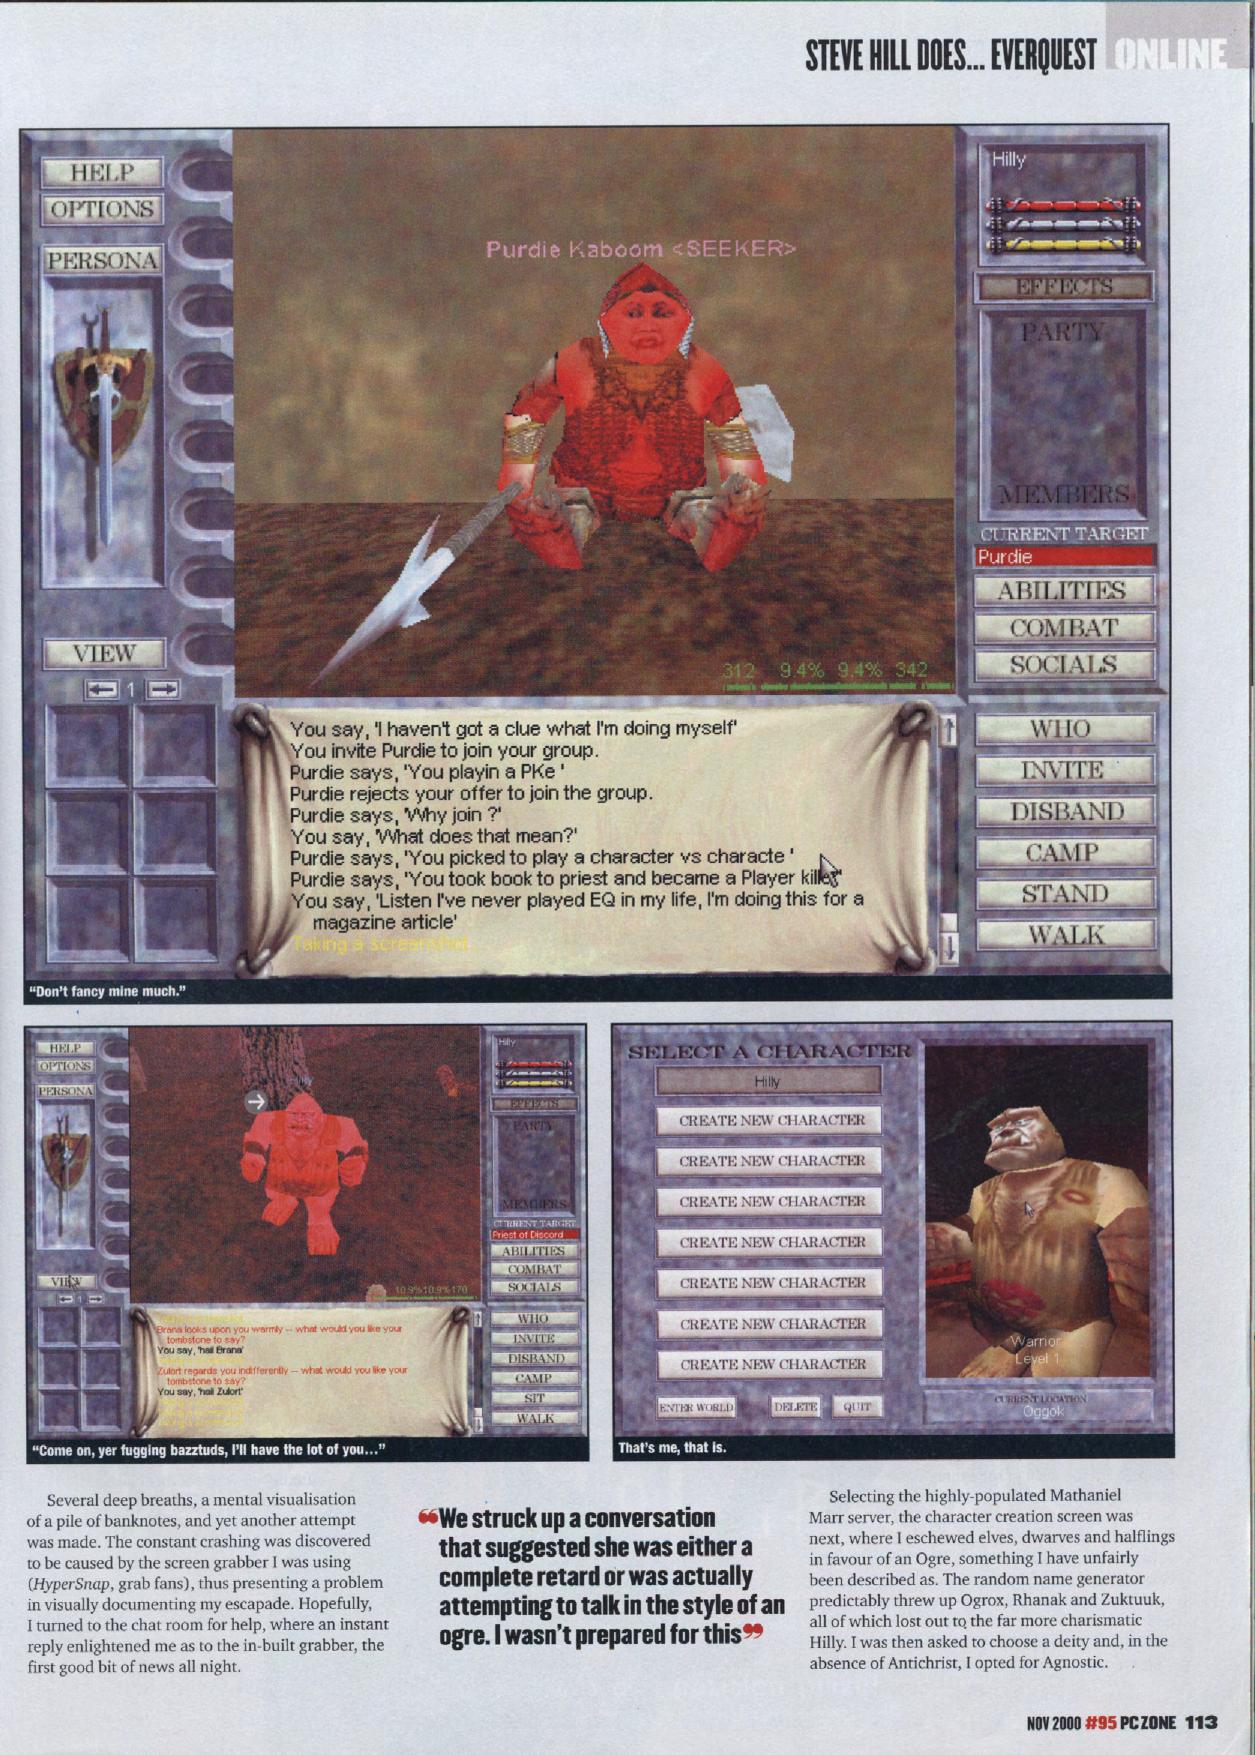 STEVE HILL DOES... EVERQUEST ONLINE
HELP
OPTIONS
PERSONA
VIEW
1
Purdie Kaboom <SEEKER>
312 9.4% 9.4% 342
Hilly
EFFECTS
PARTY
MEMBERS
CURRENT TARGET
Purdie
ABILITIES
COMBAT
SOCIALS
You say, 'I haven't got a clue what I'm doing myself'
You invite Purdie to join your group.
Purdie says, 'You playin a PKe '
Purdie rejects your offer to join the group.
Purdie says, 'Why join ?'
You say, 'What does that mean?'
Purdie says, 'You picked to play a character vs characte '
Purdie says, 'You took book to priest and became a Player killer'
You say, 'Listen I've never played EQ in my life, I'm doing this for a
magazine article'
Taking a screenshot...
WHO
INVITE
DISBAND
CAMP
STAND
WALK
“Don't fancy mine much.”
HELP
OPTIONS
PERSONA
VIEW
1
Hilly
EFFECTS
PARTY
MEMBERS
CURRENT TARGET
Priest of Discord
ABILITIES
COMBAT
SOCIALS
10.9% 10.9% 170
Brana looks upon you warmly -- what would you like your
tombstone to say?
You say, 'hail Brana'
Zulort regards you indifferently -- what would you like your
tombstone to say?
You say, 'hail Zulort'
WHO
INVITE
DISBAND
CAMP
SIT
WALK
“Come on, yer fugging bazztuds, I'll have the lot of you...”
SELECT A CHARACTER
Hilly
CREATE NEW CHARACTER
CREATE NEW CHARACTER
CREATE NEW CHARACTER
CREATE NEW CHARACTER
CREATE NEW CHARACTER
CREATE NEW CHARACTER
CREATE NEW CHARACTER
ENTER WORLD DELETE QUIT
Warrior
Level 1
CURRENT LOCATION
Oggok
That's me, that is.
Several deep breaths, a mental visualisation
of a pile of banknotes, and yet another attempt
was made. The constant crashing was discovered
to be caused by the screen grabber I was using
(HyperSnap, grab fans), thus presenting a problem
in visually documenting my escapade. Hopefully,
I turned to the chat room for help, where an instant
reply enlightened me as to the in-built grabber, the
first good bit of news all night.
“We struck up a conversation
that suggested she was either a
complete retard or was actually
attempting to talk in the style of an
ogre. I wasn't prepared for this”
Selecting the highly-populated Mathaniel
Marr server, the character creation screen was
next, where I eschewed elves, dwarves and halflings
in favour of an Ogre, something I have unfairly
been described as. The random name generator
predictably threw up Ogrox, Rhanak and Zuktuuk,
all of which lost out to the far more charismatic
Hilly. I was then asked to choose a deity and, in the
absence of Antichrist, I opted for Agnostic.
NOV 2000 #95 PC ZONE 113